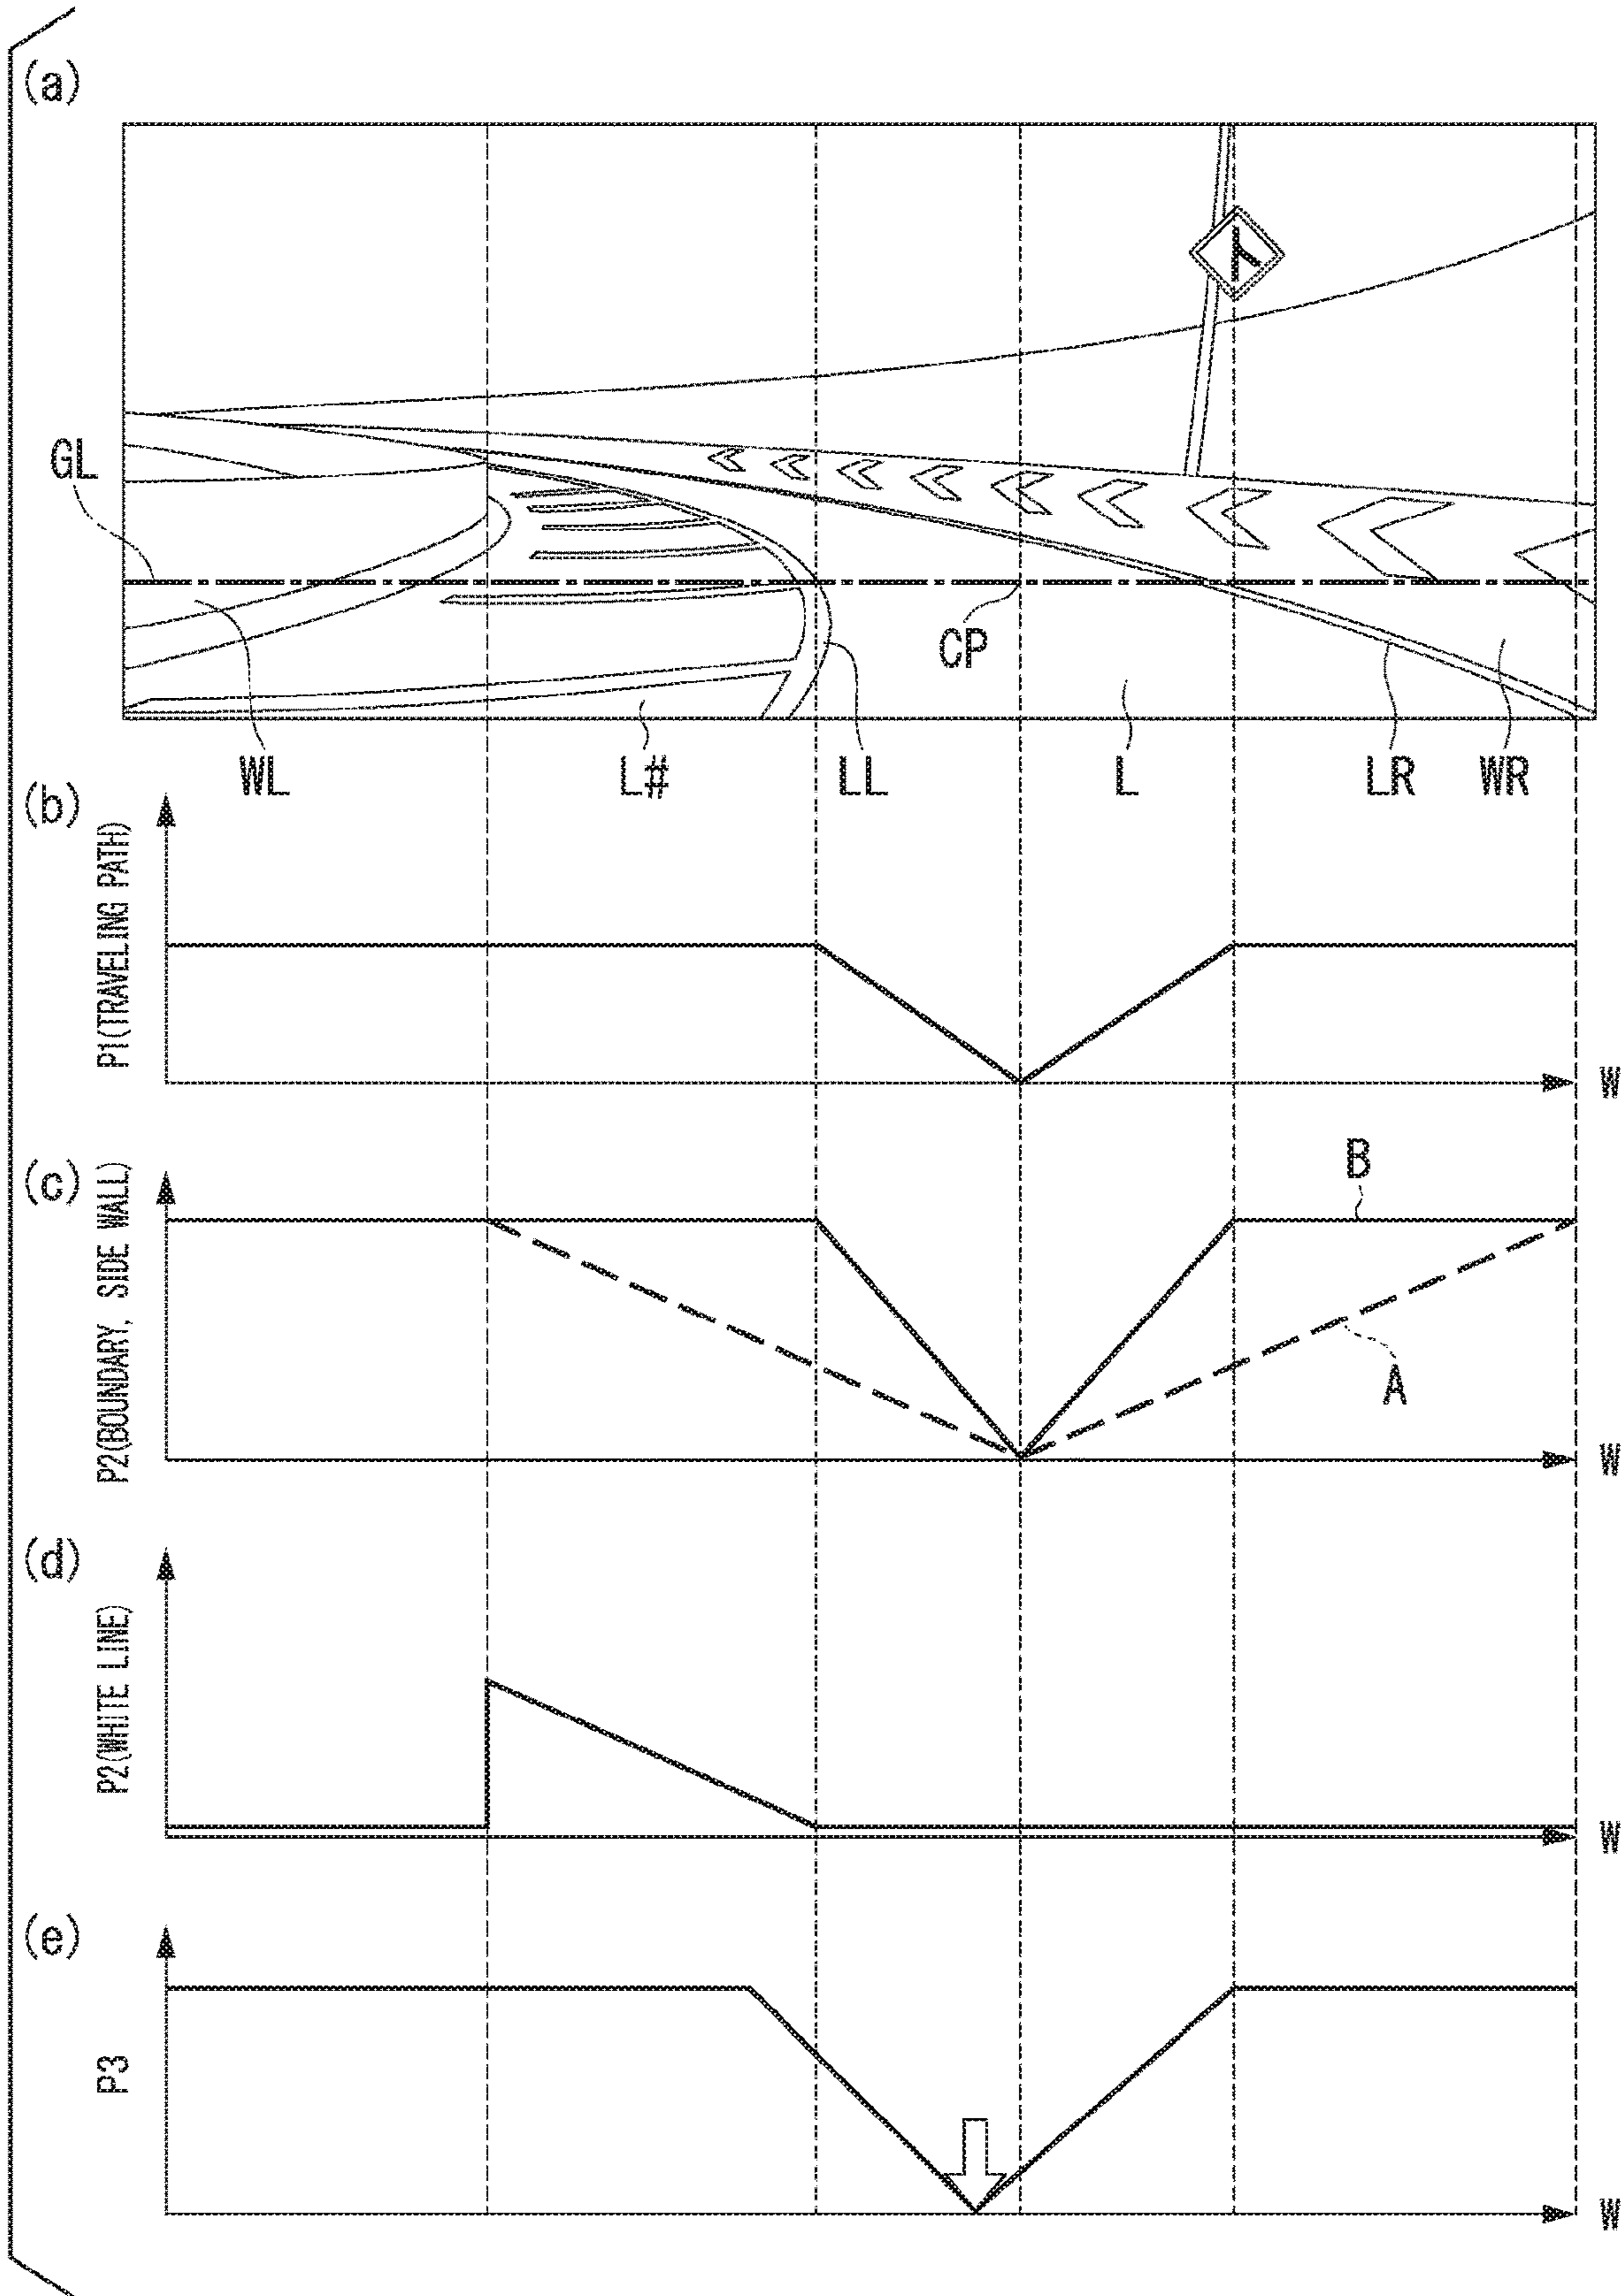 (a)
GL
CP
WL L# LL L LR WR
(b)
P1(TRAVELING PATH)
W
(c)
P2(BOUNDARY, SIDE WALL)
B
A
W
(d)
P2(WHITE LINE)
W
(e)
P3
W